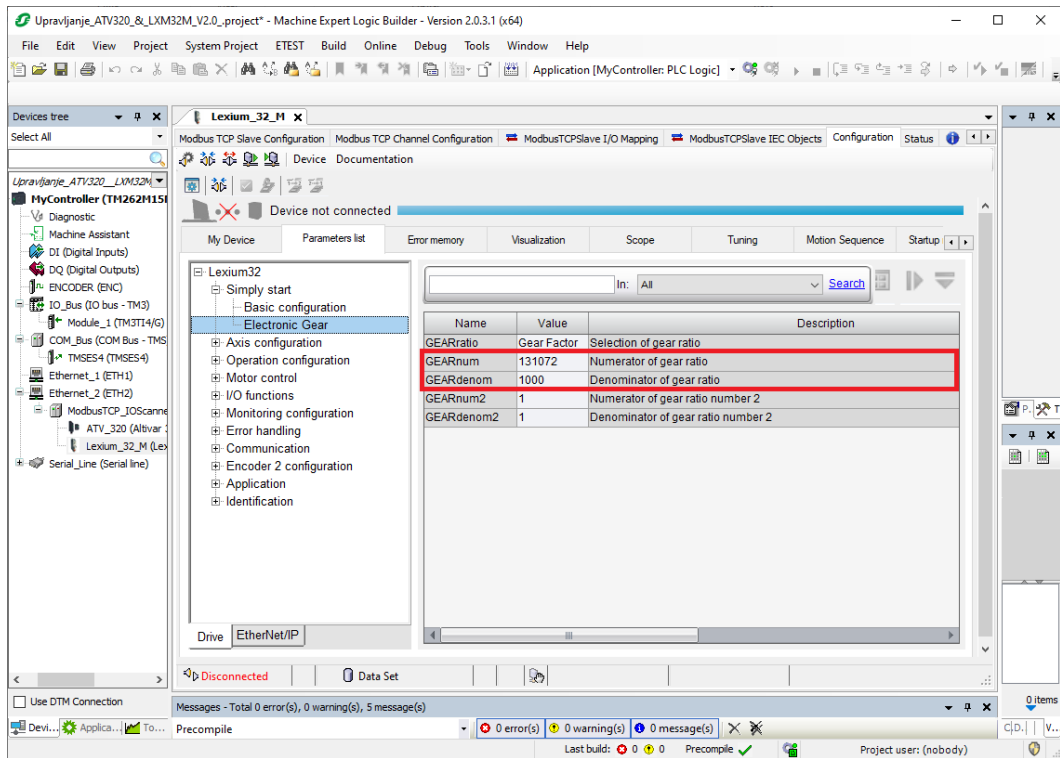 Upravljanje_ATV320_&_LXM32M_V2.0_.project* - Machine Expert Logic Builder - Version 2.0.3.1 (x64)
File Edit View Project System Project ETEST Build Online Debug Tools Window Help
Application [MyController: PLC Logic]
Devices tree
Lexium_32_M
Select All
Modbus TCP Slave Configuration Modbus TCP Channel Configuration ModbusTCPSlave I/O Mapping ModbusTCPSlave IEC Objects Configuration Status
Device Documentation
Upravljanje_ATV320__LXM32M
MyController (TM262M15
Diagnostic
Machine Assistant
DI (Digital Inputs)
DQ (Digital Outputs)
ENCODER (ENC)
IO_Bus (IO bus - TM3)
Module_1 (TM3TI4/G)
COM_Bus (COM Bus - TMS
TMSES4 (TMSES4)
Ethernet_1 (ETH1)
Ethernet_2 (ETH2)
ModbusTCP_IOScanne
ATV_320 (Altivar
Lexium_32_M (Lex
Serial_Line (Serial line)
Device not connected
My Device Parameters list Error memory Visualization Scope Tuning Motion Sequence Startup
Lexium32
Simply start
Basic configuration
Electronic Gear
Axis configuration
Operation configuration
Motor control
I/O functions
Monitoring configuration
Error handling
Communication
Encoder 2 configuration
Application
Identification
In: All Search
Name Value Description
GEARratio Gear Factor Selection of gear ratio
GEARnum 131072 Numerator of gear ratio
GEARdenom 1000 Denominator of gear ratio
GEARnum2 1 Numerator of gear ratio number 2
GEARdenom2 1 Denominator of gear ratio number 2
Drive EtherNet/IP
Disconnected Data Set
P. T
Use DTM Connection
Messages - Total 0 error(s), 0 warning(s), 5 message(s)
0 items
Devi... Applica... To...
Precompile 0 error(s) 0 warning(s) 0 message(s)
C|D. V...
Last build: 0 0 Precompile Project user: (nobody)